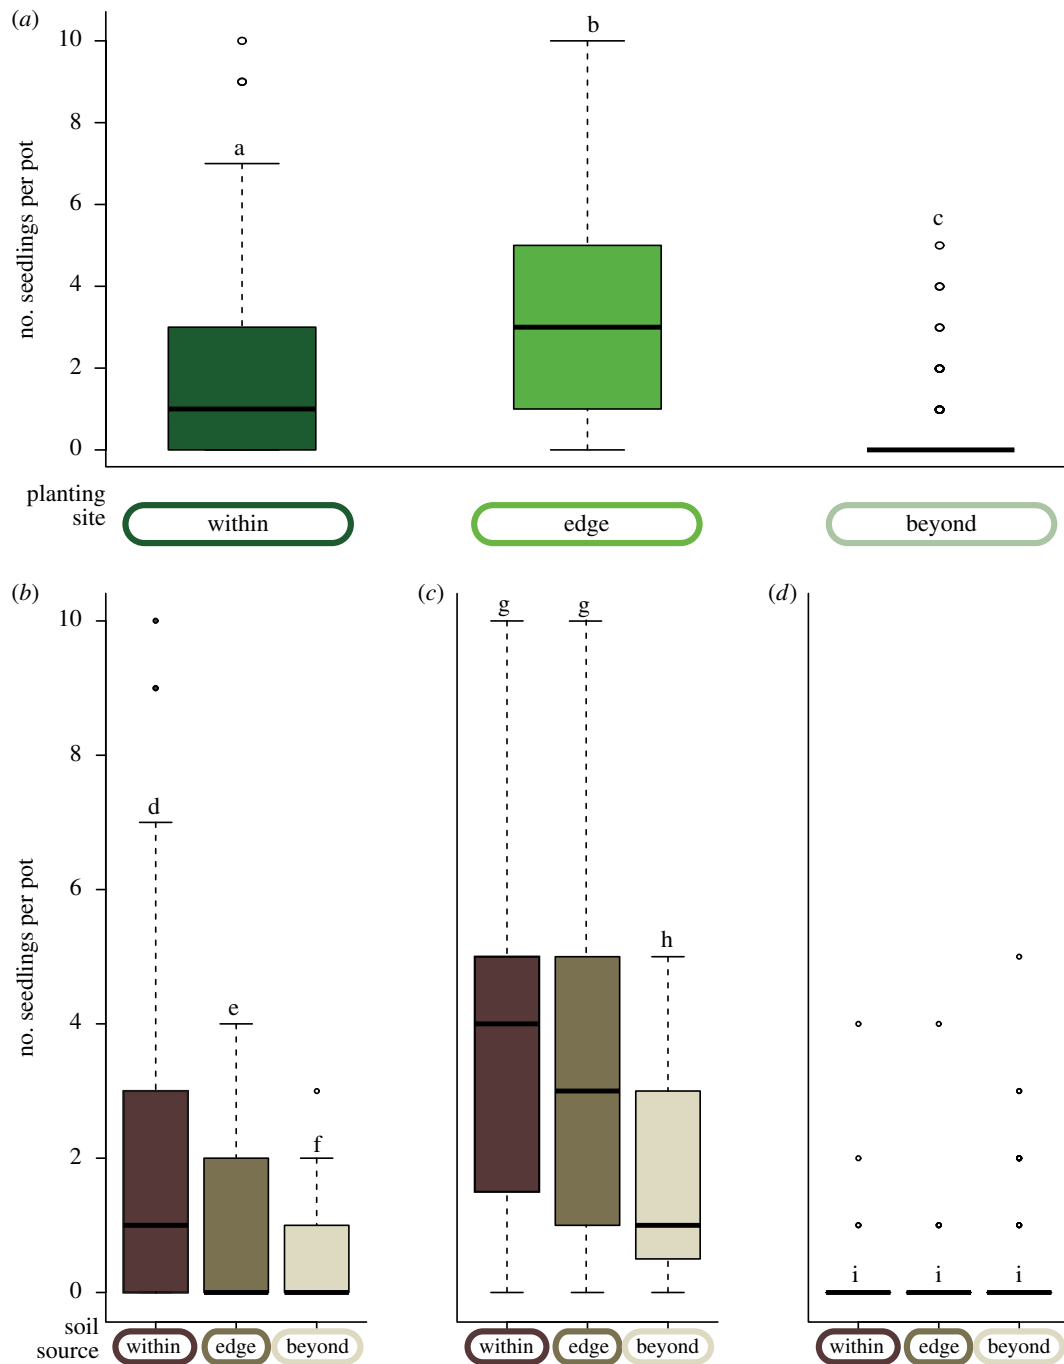 (a)
no. seedlings per pot
10
8
6
4
2
0
a
b
c
planting
site
within
edge
beyond
(b)
(c)
(d)
no. seedlings per pot
10
8
6
4
2
0
d
e
f
g
g
h
i
i
i
soil
source
within
edge
beyond
within
edge
beyond
within
edge
beyond